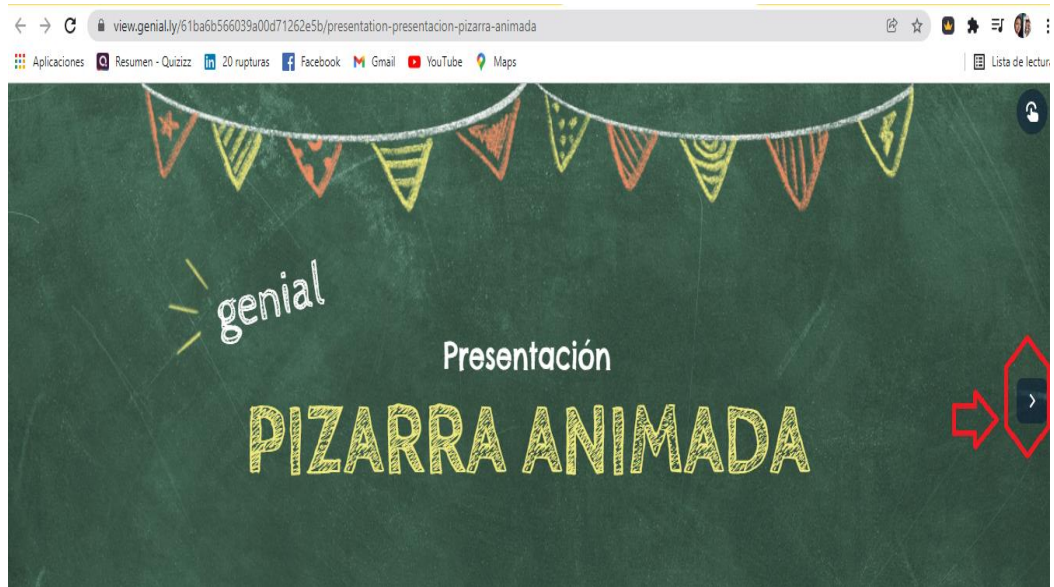 view.genial.ly/61ba6b566039a00d71262e5b/presentation-presentacion-pizarra-animada
Aplicaciones Resumen - Quizizz in 20 rupturas Facebook Gmail YouTube Maps Lista de lectura
genial
Presentación
PIZARRA ANIMADA